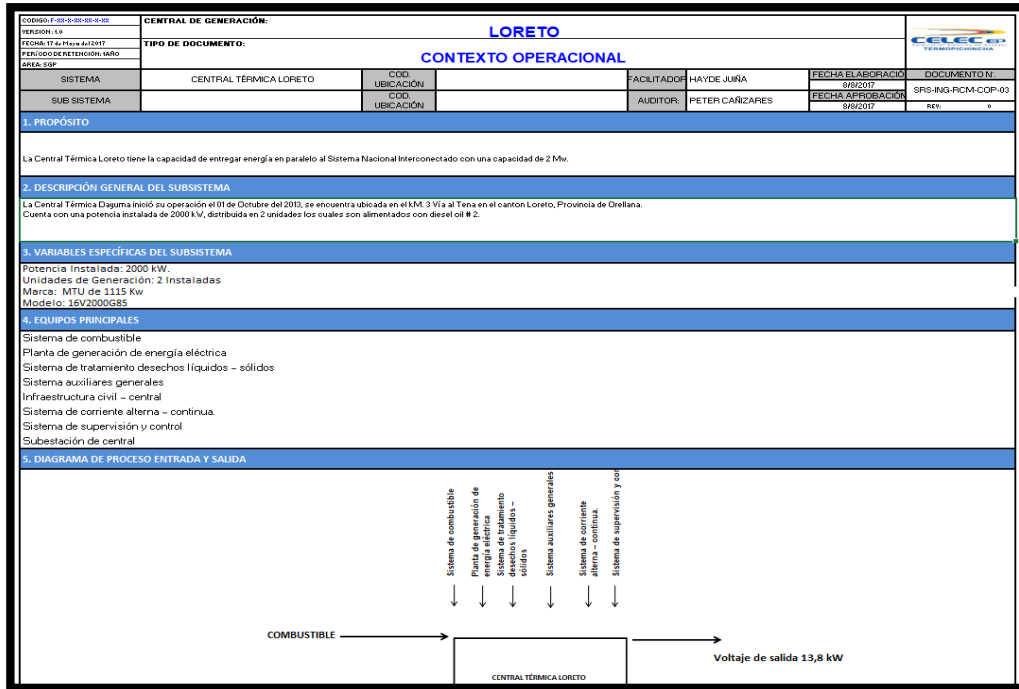 CODIGO: F-XX-X-XX-XX-X-XX
VERSION: 1.0
FECHA: 17 de Mayo del 2017
PERÍODO DE RETENCIÓN: 1AÑO
AREA: SGP
CENTRAL DE GENERACIÓN:
LORETO
TIPO DE DOCUMENTO:
CONTEXTO OPERACIONAL
CELEC EP
TERMOPICHINCHA
SISTEMA
CENTRAL TÉRMICA LORETO
COD. UBICACIÓN
FACILITADOR
HAYDE JUIÑA
FECHA ELABORACIÓ
8/8/2017
DOCUMENTO N°.
SRS-ING-RCM-COP-03
SUB SISTEMA
COD. UBICACIÓN
AUDITOR:
PETER CAÑIZARES
FECHA APROBACIÓN
8/8/2017
REV: 0
1. PROPÓSITO
La Central Térmica Loreto tiene la capacidad de entregar energía en paralelo al Sistema Nacional Interconectado con una capacidad de 2 Mw.
2. DESCRIPCIÓN GENERAL DEL SUBSISTEMA
La Central Térmica Dayuma inició su operación el 01 de Octubre del 2013, se encuentra ubicada en el kM. 3 Vía al Tena en el canton Loreto, Provincia de Orellana.
Cuenta con una potencia instalada de 2000 kW, distribuida en 2 unidades los cuales son alimentados con diesel oil # 2.
3. VARIABLES ESPECÍFICAS DEL SUBSISTEMA
Potencia Instalada: 2000 kW.
Unidades de Generación: 2 Instaladas
Marca: MTU de 1115 Kw
Modelo: 16V2000G85
4. EQUIPOS PRINCIPALES
Sistema de combustible
Planta de generación de energía eléctrica
Sistema de tratamiento desechos líquidos – sólidos
Sistema auxiliares generales
Infraestructura civil – central
Sistema de corriente alterna – continua.
Sistema de supervisión y control
Subestación de central
5. DIAGRAMA DE PROCESO ENTRADA Y SALIDA
Sistema de combustible
Planta de generación de
energía eléctrica
Sistema de tratamiento
desechos líquidos –
sólidos
Sistema auxiliares generales
Sistema de corriente
alterna – continua.
Sistema de supervisión y cor
COMBUSTIBLE
Voltaje de salida 13,8 kW
CENTRAL TÉRMICA LORETO